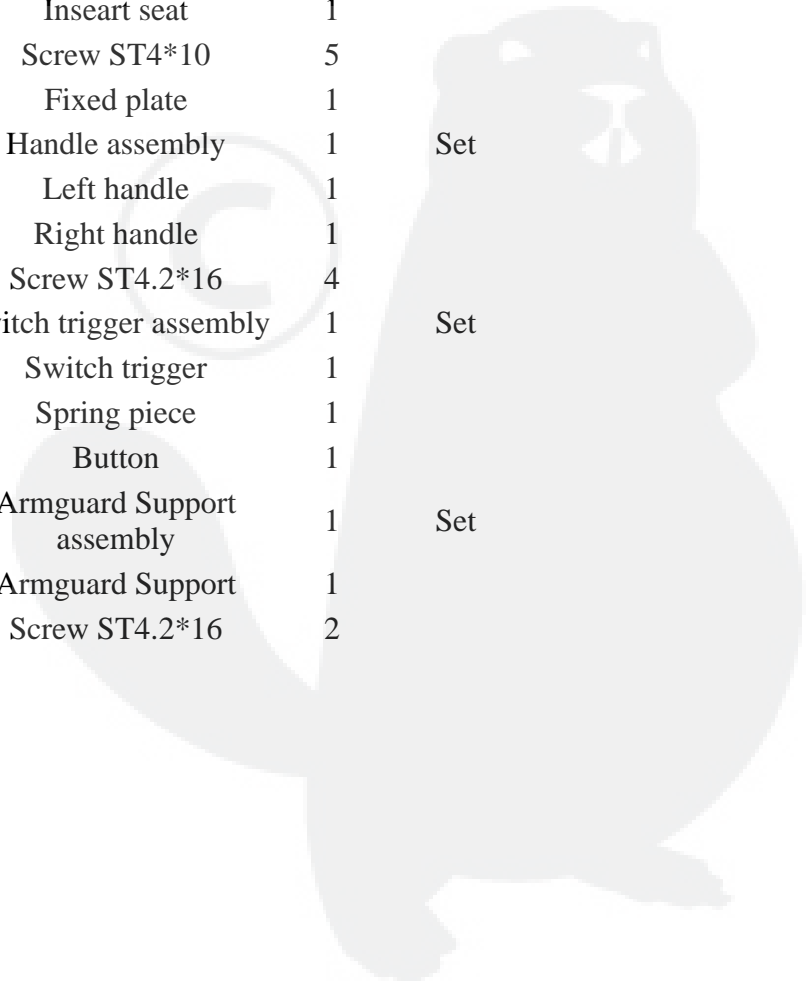 Inseart seat 1
Screw ST4*10 5
Fixed plate 1
Handle assembly 1 Set
Left handle 1
Right handle 1
Screw ST4.2*16 4
itch trigger assembly 1 Set
Switch trigger 1
Spring piece 1
Button 1
Armguard Support
assembly 1 Set
Armguard Support 1
Screw ST4.2*16 2
©